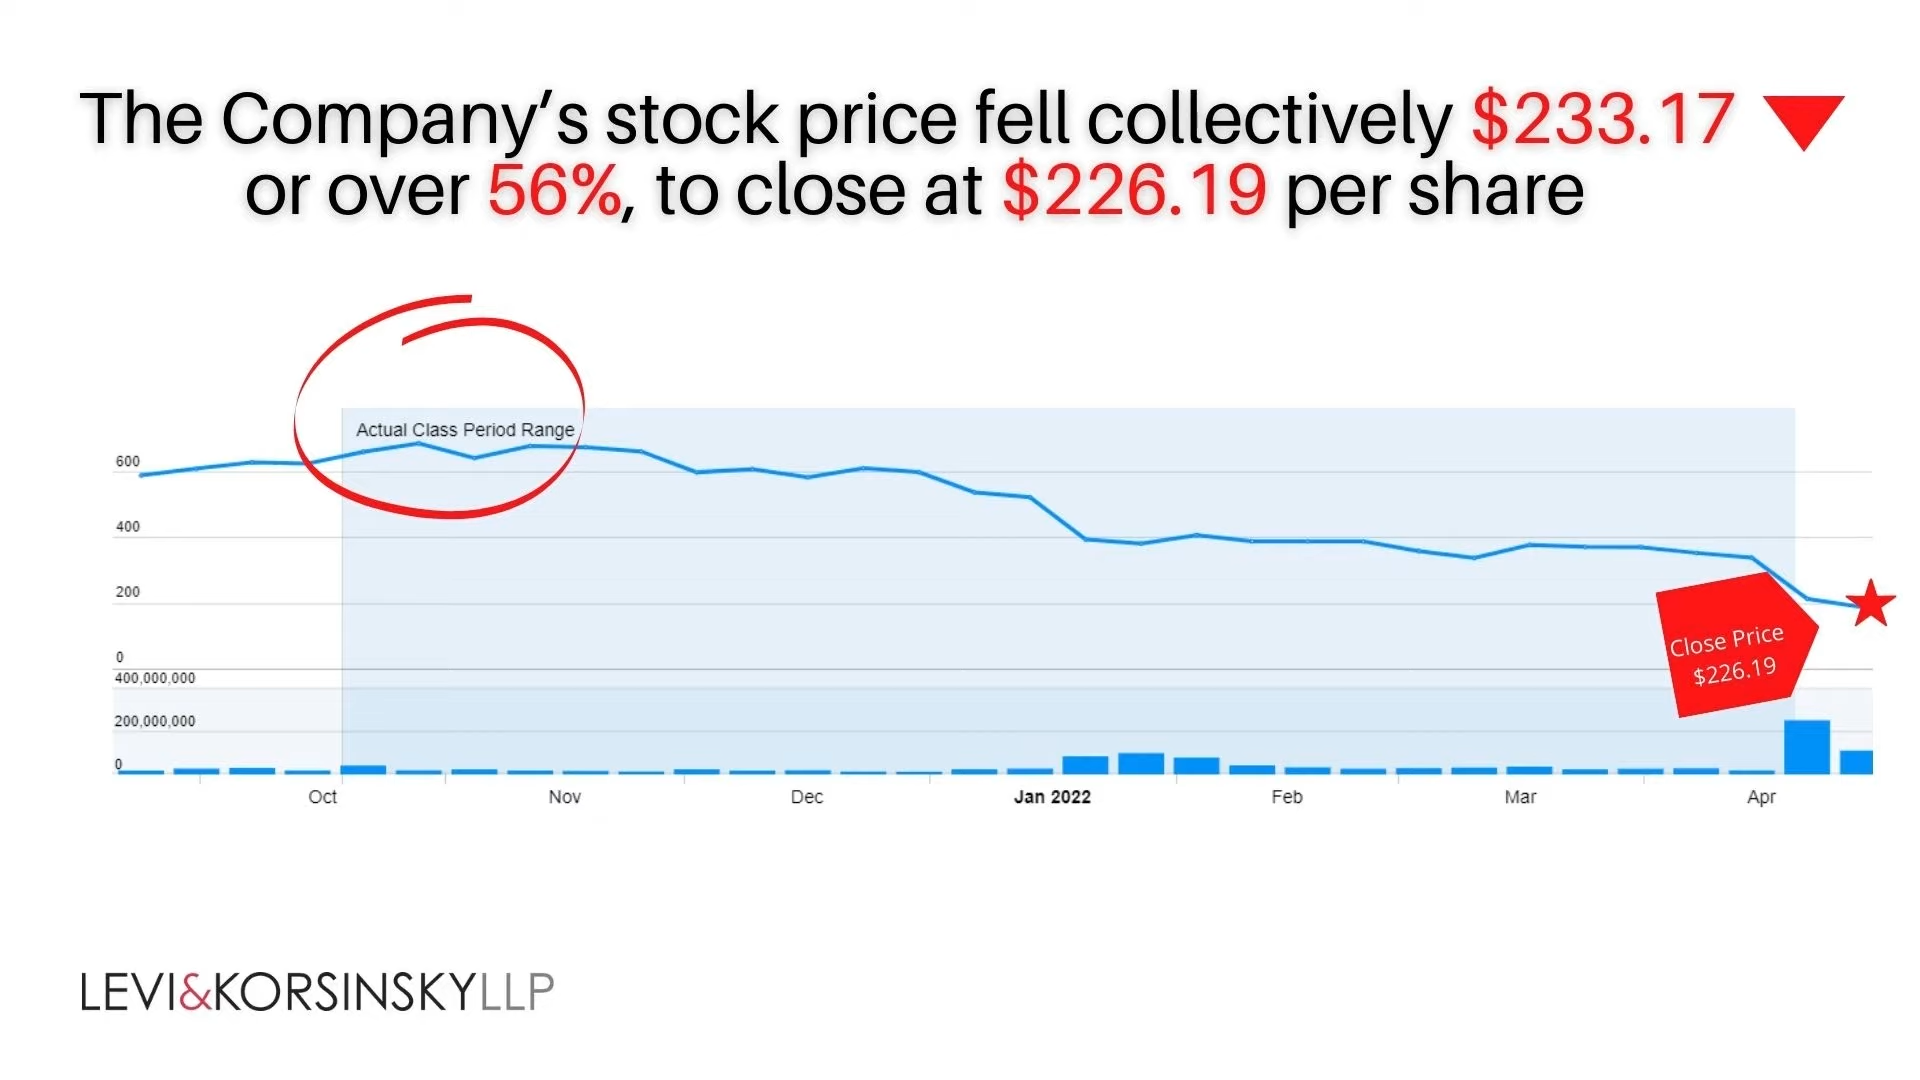 The Company’s stock price fell collectively $233.17
or over 56%, to close at $226.19 per share
Actual Class Period Range
600
400
200
0
400,000,000
200,000,000
0
Close Price
$226.19
Oct Nov Dec Jan 2022 Feb Mar Apr
LEVI&KORSINSKYLLP